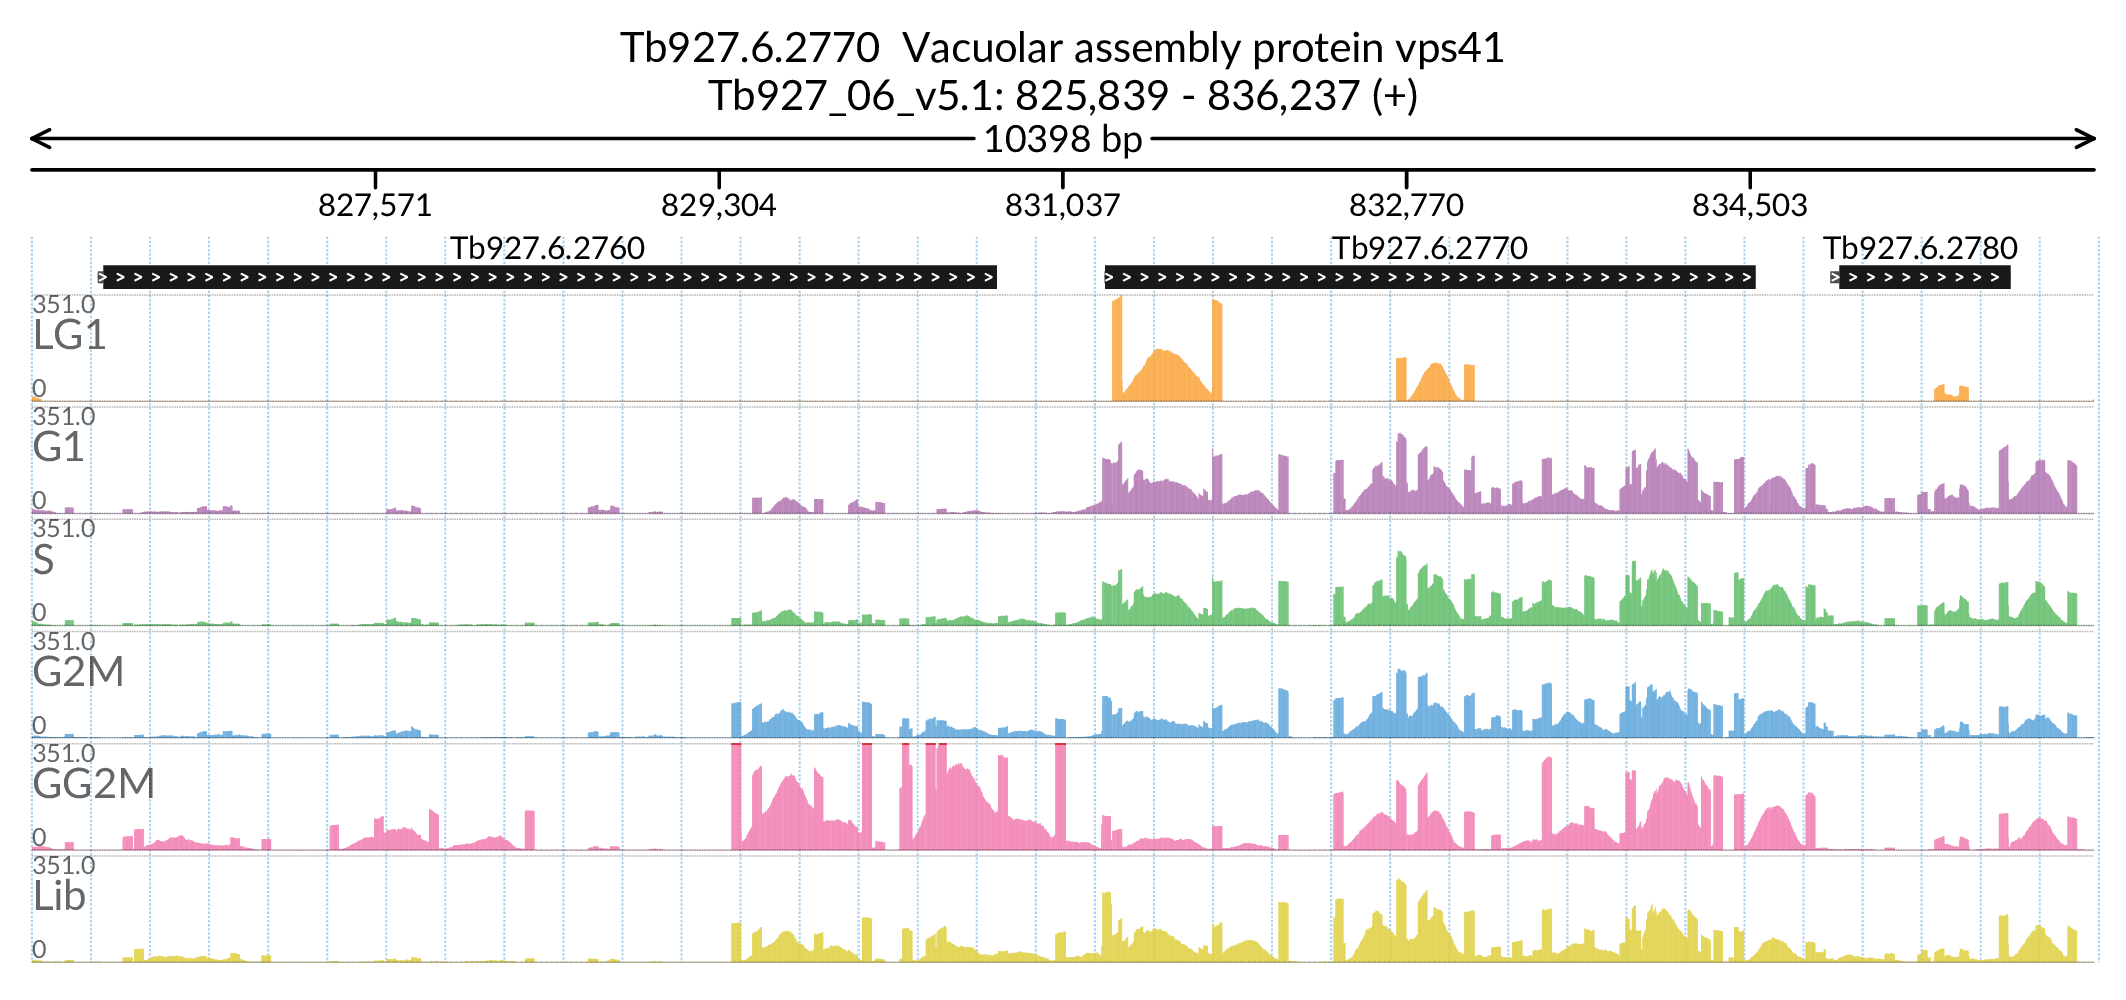 Tb927.6.2770  Vacuolar assembly protein vps41
Tb927_06_v5.1: 825,839 - 836,237 (+)
10398 bp
827,571 829,304 831,037 832,770 834,503
Tb927.6.2760 Tb927.6.2770 Tb927.6.2780
351.0
LG1
0
351.0
G1
0
351.0
S
0
351.0
G2M
0
351.0
GG2M
0
351.0
Lib
0